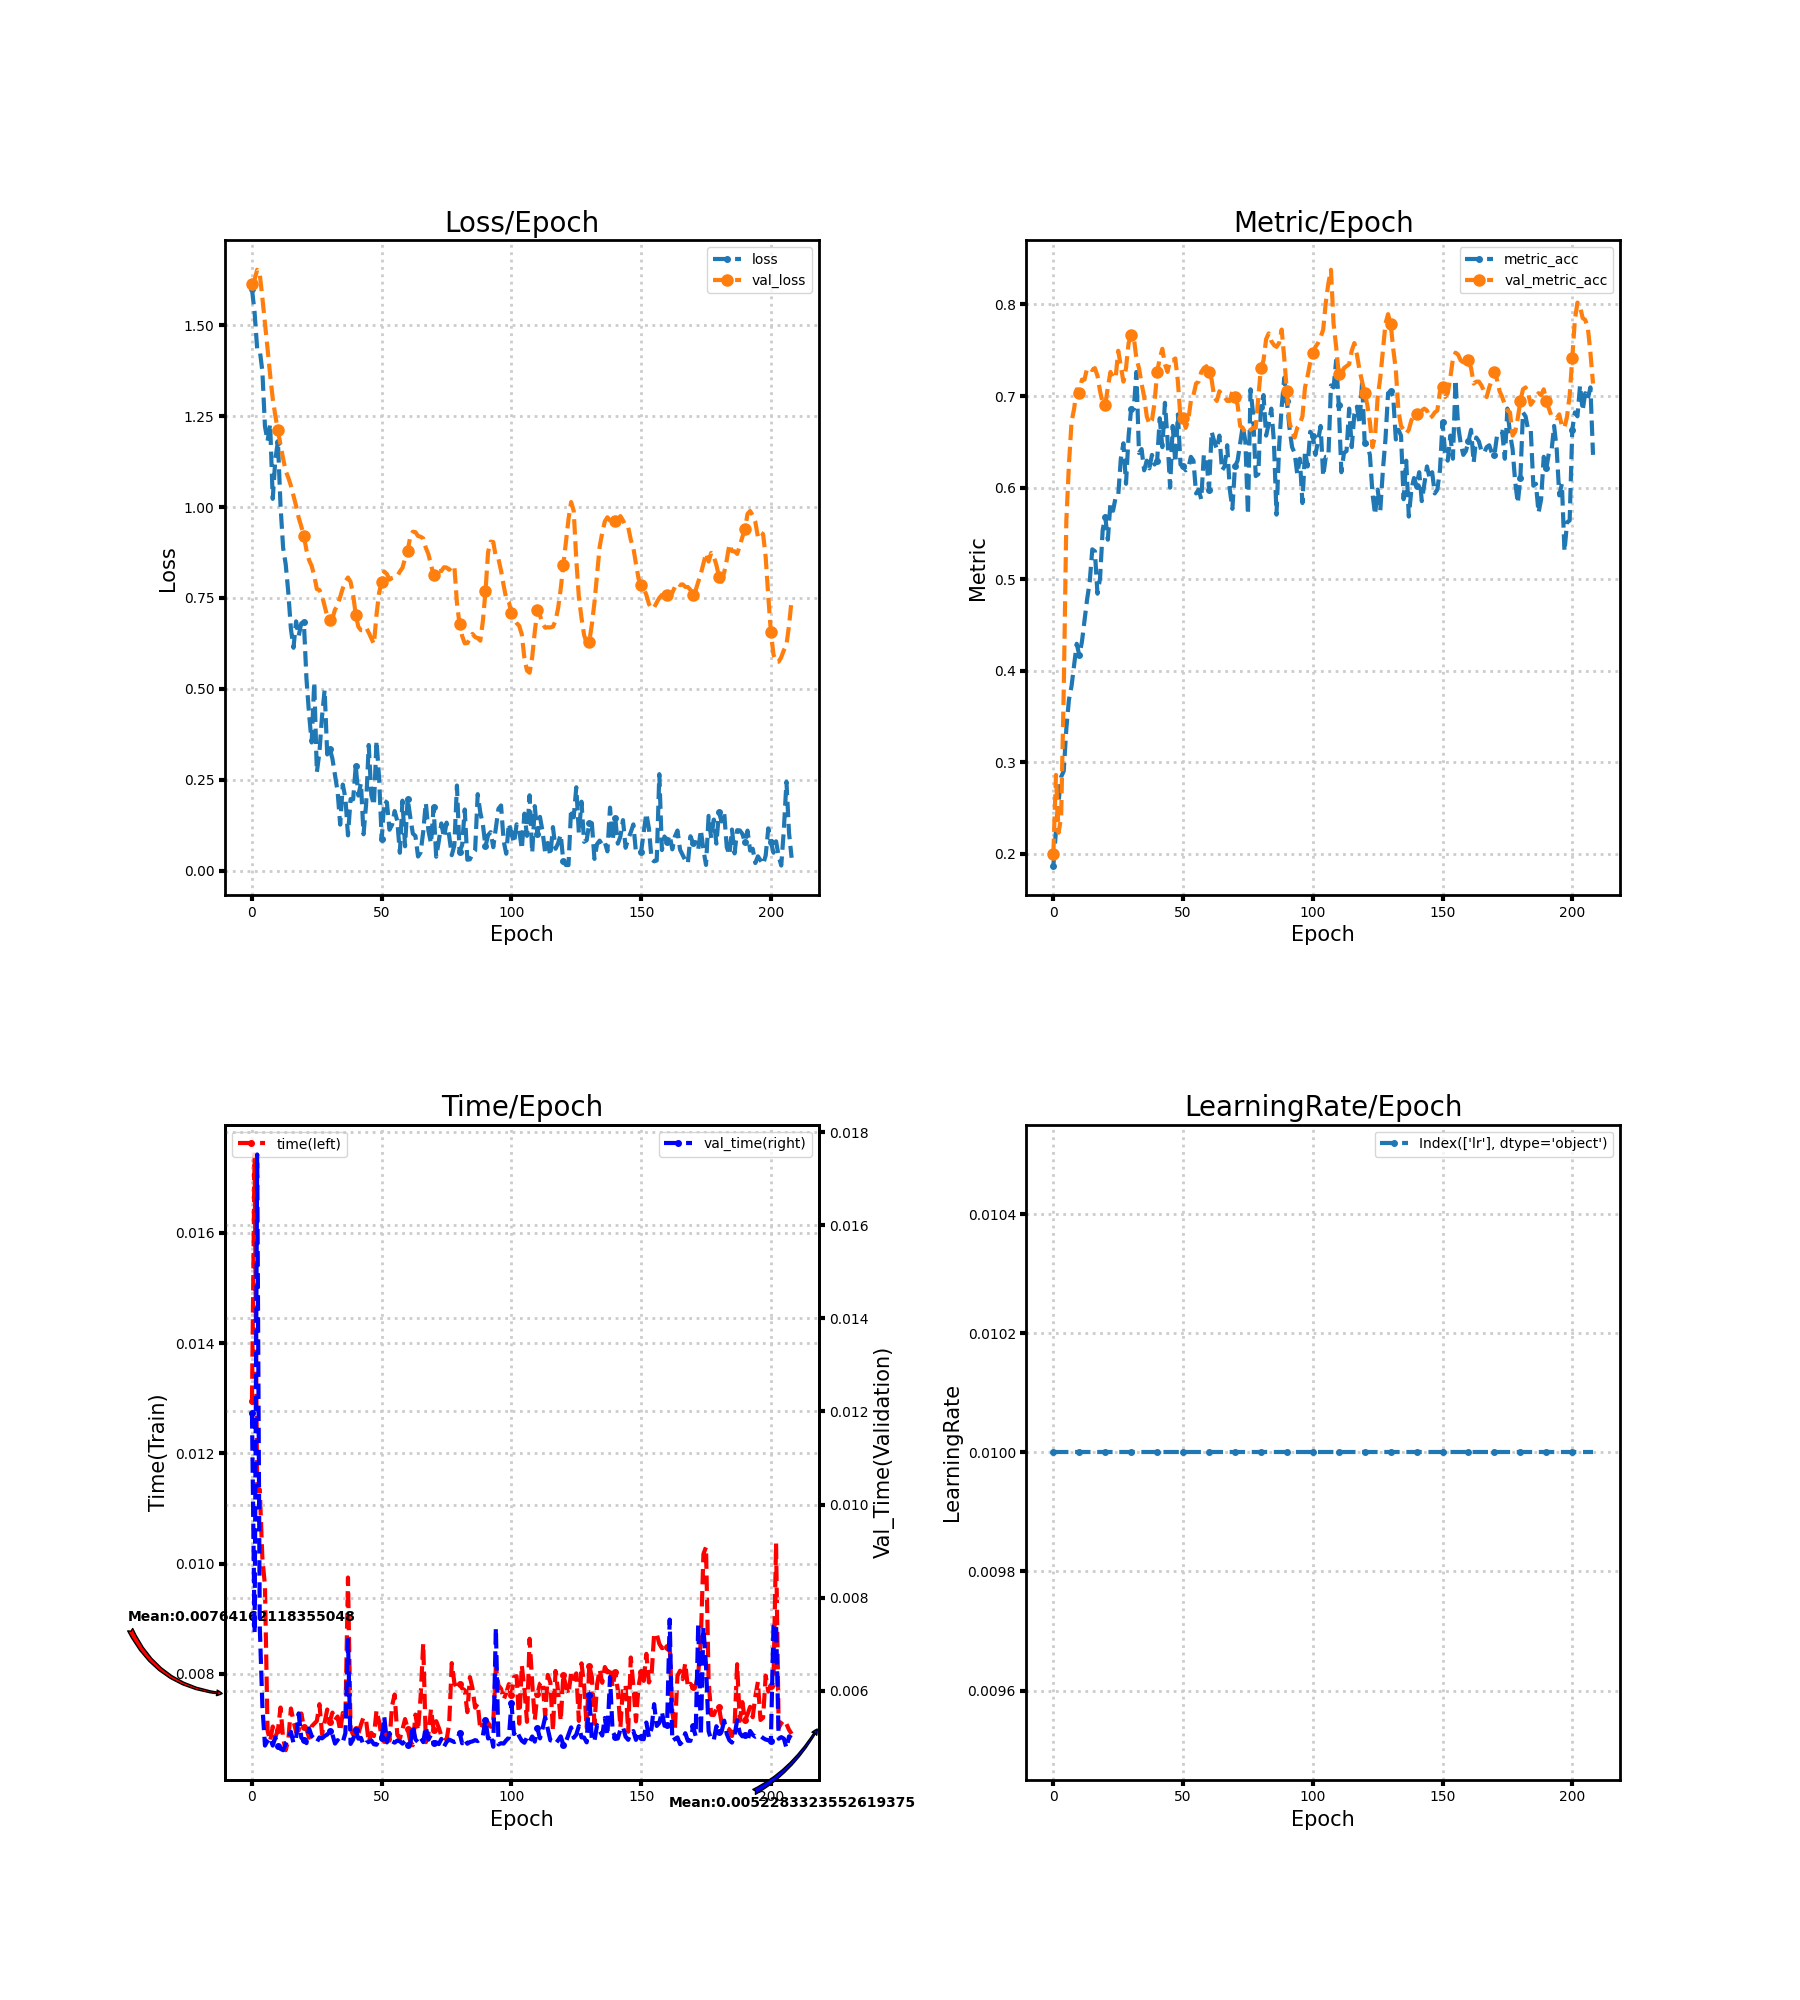 Loss/Epoch
loss
val_loss
1.50
1.25
1.00
0.75
0.50
0.25
0.00
Loss
0 50 100 150 200
Epoch
Metric/Epoch
metric_acc
val_metric_acc
0.8
0.7
0.6
0.5
0.4
0.3
0.2
Metric
0 50 100 150 200
Epoch
Time/Epoch
time(left)
val_time(right)
0.016
0.014
0.012
0.010
0.008
Time(Train)
0.018
0.016
0.014
0.012
0.010
0.008
0.006
Val_Time(Validation)
Mean:0.00764162118355048
0 50 100 150 200
Mean:0.0052283323552619375
Epoch
LearningRate/Epoch
Index(['lr'], dtype='object')
0.0104
0.0102
0.0100
0.0098
0.0096
LearningRate
0 50 100 150 200
Epoch